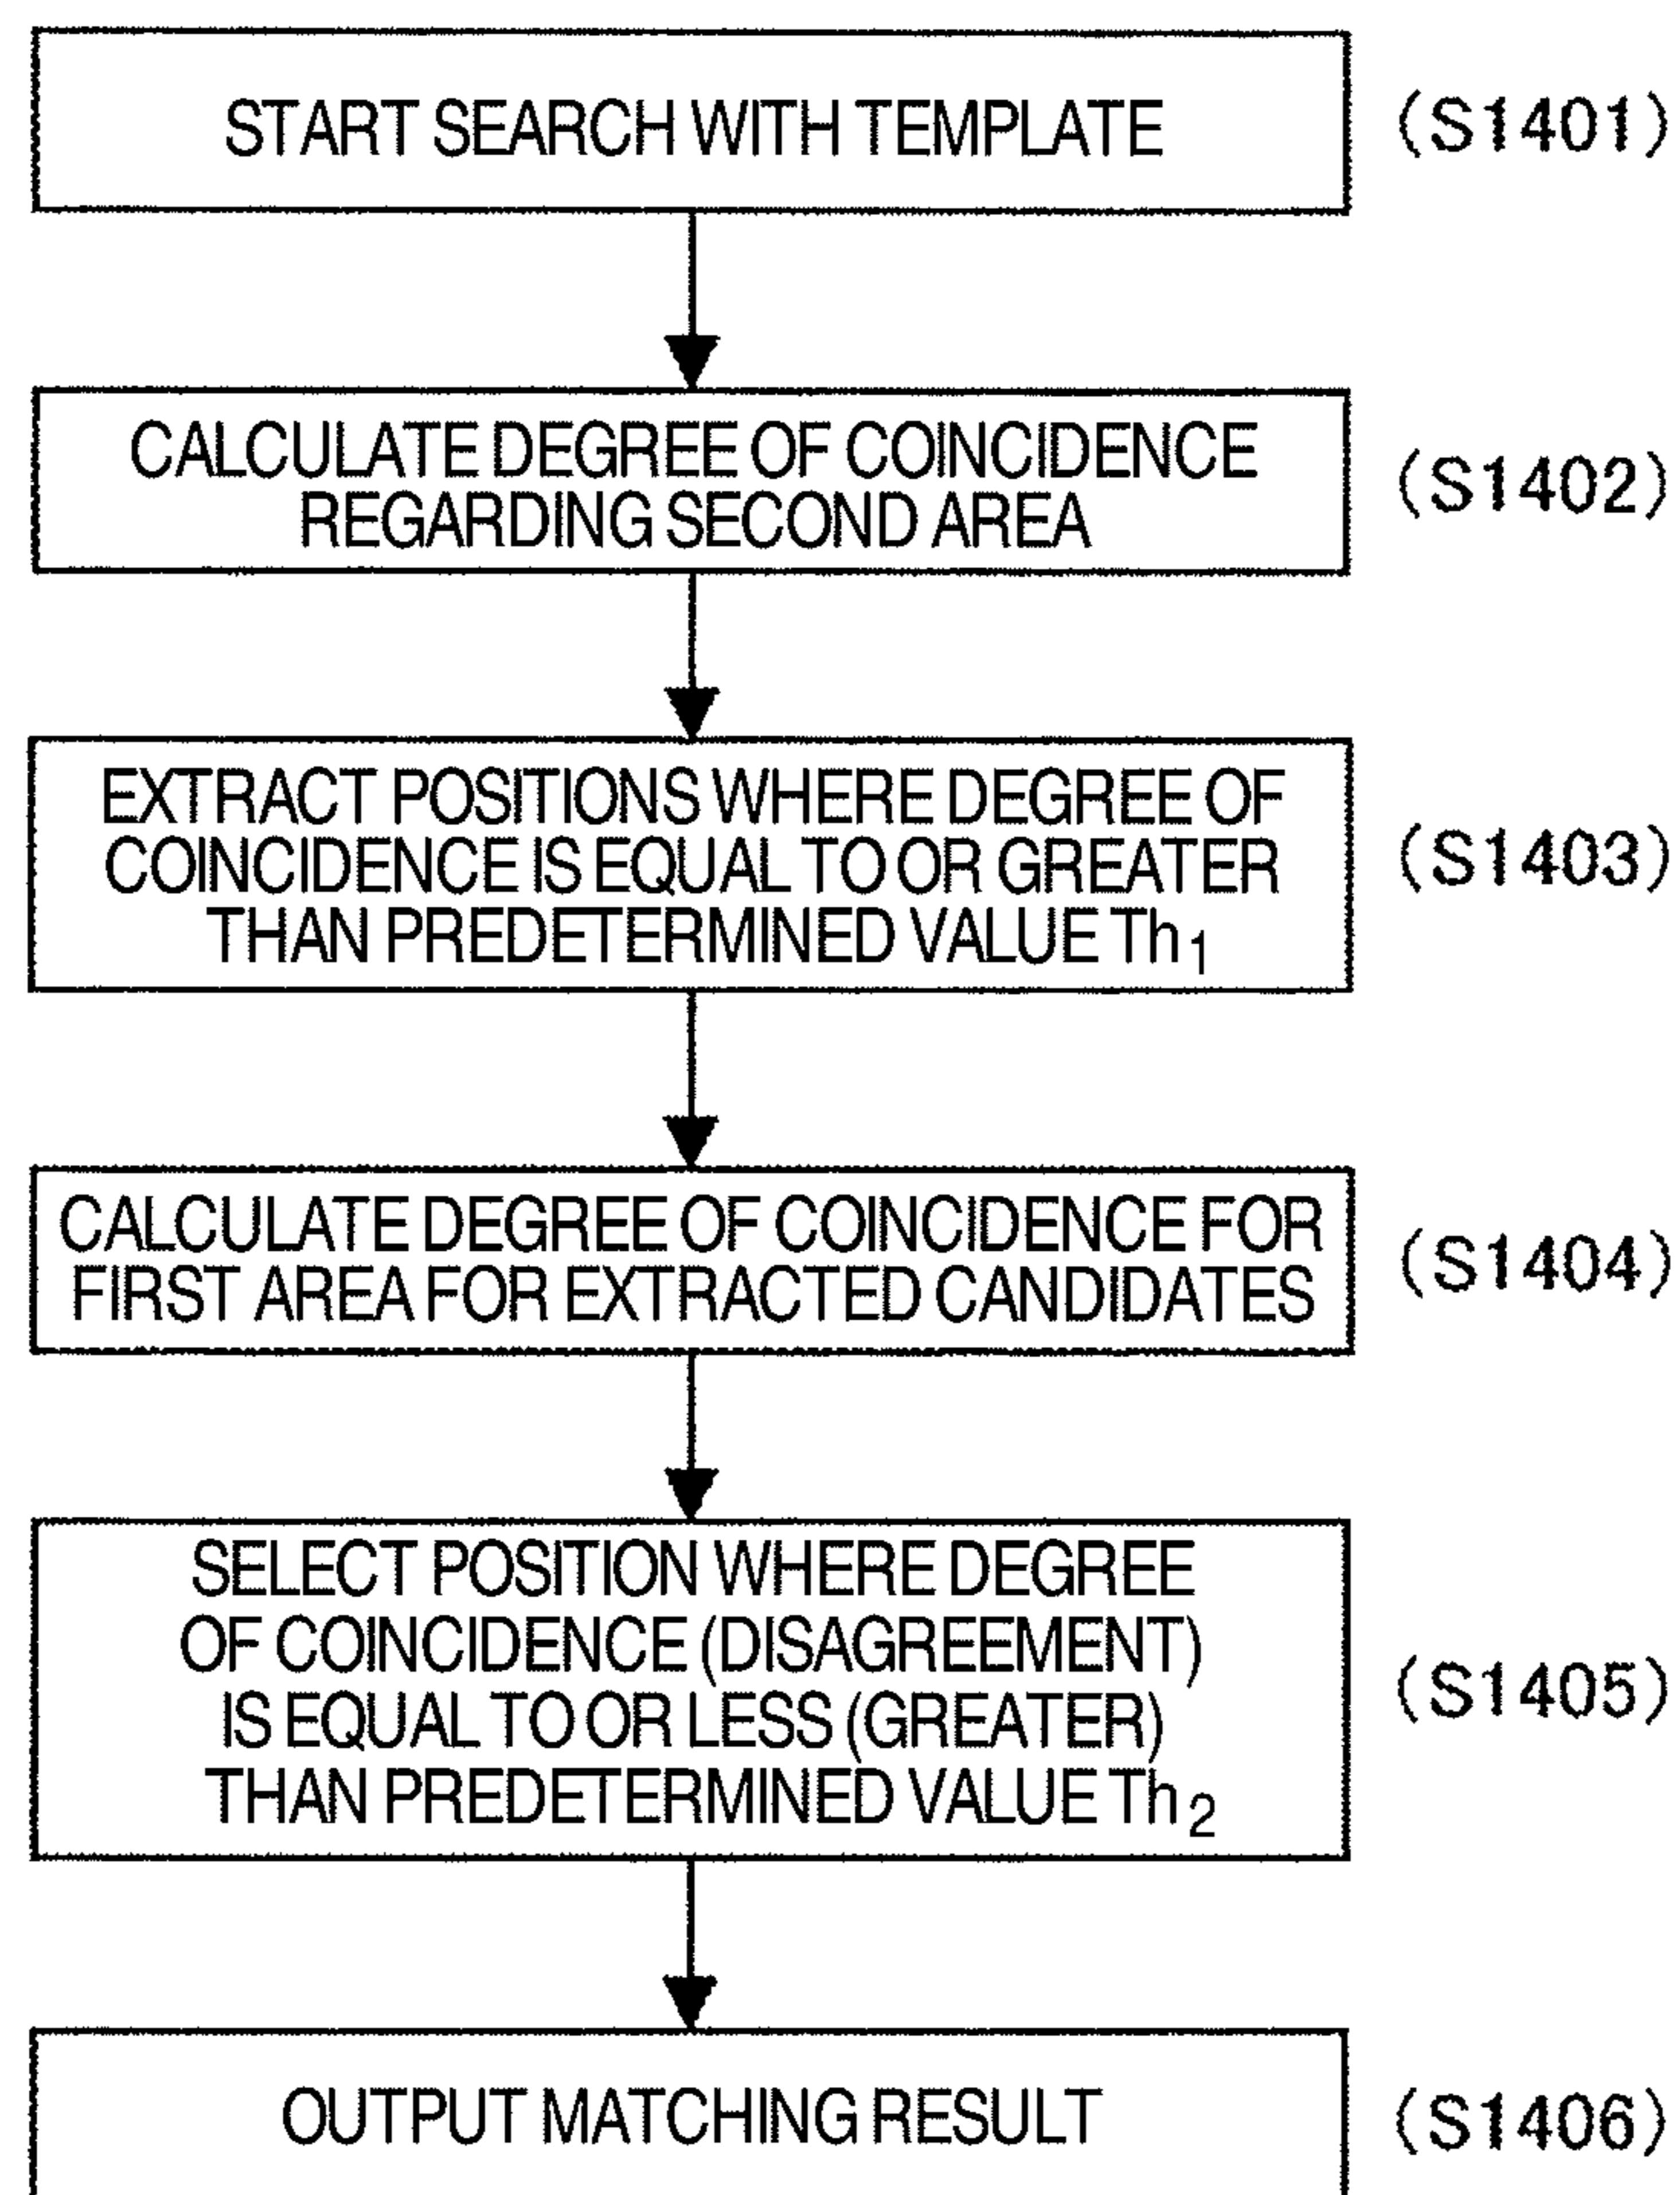 START SEARCH WITH TEMPLATE
(S1401)
CALCULATE DEGREE OF COINCIDENCE
REGARDING SECOND AREA
(S1402)
EXTRACT POSITIONS WHERE DEGREE OF
COINCIDENCE IS EQUAL TO OR GREATER
THAN PREDETERMINED VALUE Th1
(S1403)
CALCULATE DEGREE OF COINCIDENCE FOR
FIRST AREA FOR EXTRACTED CANDIDATES
(S1404)
SELECT POSITION WHERE DEGREE
OF COINCIDENCE (DISAGREEMENT)
IS EQUAL TO OR LESS (GREATER)
THAN PREDETERMINED VALUE Th2
(S1405)
OUTPUT MATCHING RESULT
(S1406)